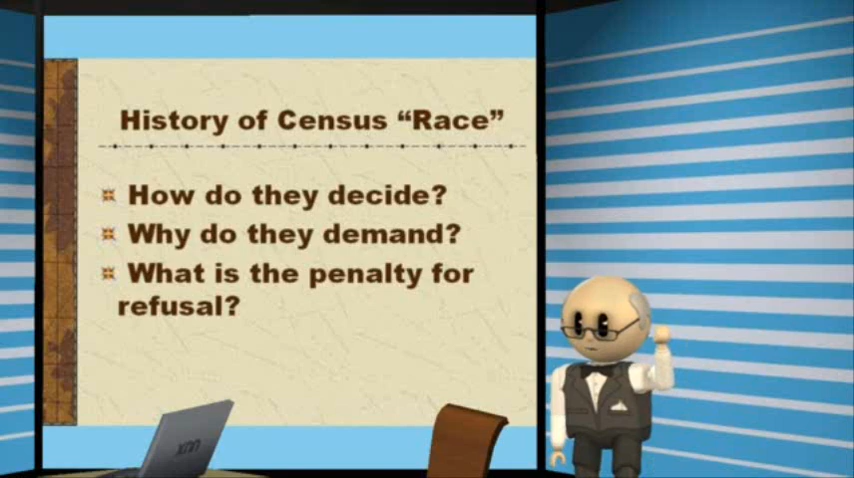 History of Census “Race”
How do they decide?
Why do they demand?
What is the penalty for
refusal?